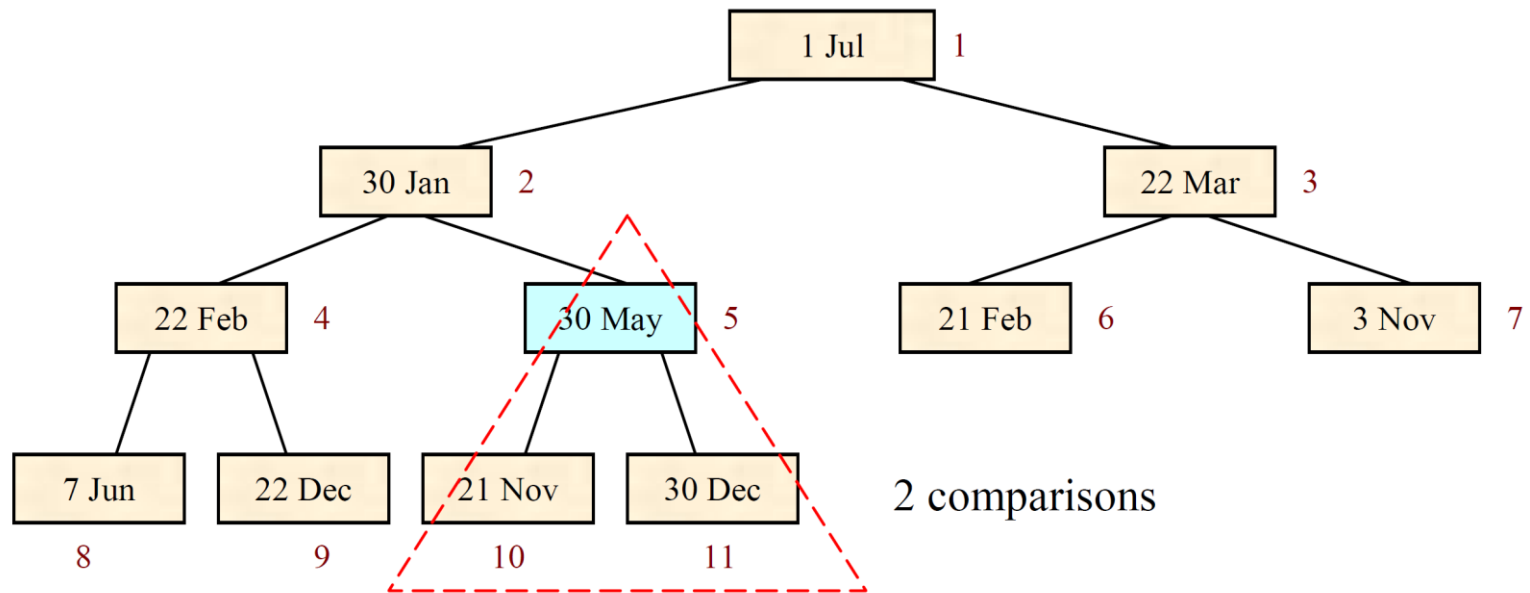 1 Jul 1
30 Jan 2
22 Mar 3
22 Feb 4
30 May 5
21 Feb 6
3 Nov 7
7 Jun
22 Dec
21 Nov
30 Dec
2 comparisons
8
9
10
11